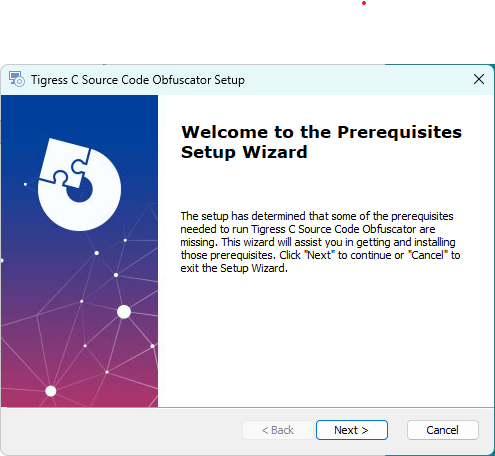 Tigress C Source Code Obfuscator Setup
Welcome to the Prerequisites
Setup Wizard
The setup has determined that some of the prerequisites
needed to run Tigress C Source Code Obfuscator are
missing. This wizard will assist you in getting and installing
those prerequisites. Click "Next" to continue or "Cancel" to
exit the Setup Wizard.
< Back Next > Cancel